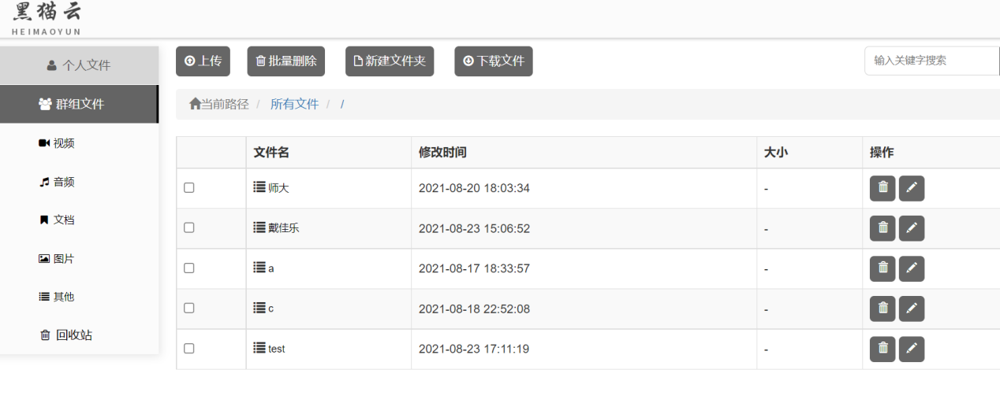 黑猫云
HEIMAOYUN
个人文件
群组文件
视频
音频
文档
图片
其他
回收站
上传 批量删除 新建文件夹 下载文件 输入关键字搜索
当前路径 / 所有文件 / /
文件名 修改时间 大小 操作
师大 2021-08-20 18:03:34 -
戴佳乐 2021-08-23 15:06:52 -
a 2021-08-17 18:33:57 -
c 2021-08-18 22:52:08 -
test 2021-08-23 17:11:19 -